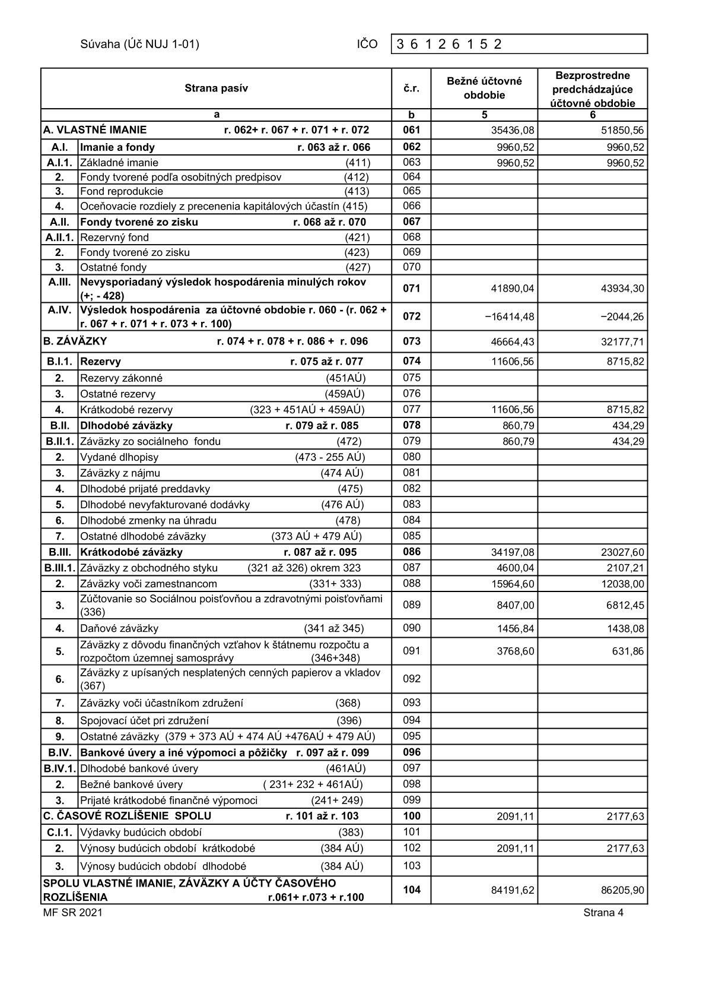 Súvaha (Úč NUJ 1-01) IČO 3 6 1 2 6 1 5 2
Strana pasív č.r. Bežné účtovné obdobie Bezprostredne predchádzajúce účtovné obdobie
a b 5 6
A. VLASTNÉ IMANIE r. 062+ r. 067 + r. 071 + r. 072 061 35436,08 51850,56
A.I. Imanie a fondy r. 063 až r. 066 062 9960,52 9960,52
A.I.1. Základné imanie (411) 063 9960,52 9960,52
2. Fondy tvorené podľa osobitných predpisov (412) 064
3. Fond reprodukcie (413) 065
4. Oceňovacie rozdiely z precenenia kapitálových účastín (415) 066
A.II. Fondy tvorené zo zisku r. 068 až r. 070 067
A.II.1. Rezervný fond (421) 068
2. Fondy tvorené zo zisku (423) 069
3. Ostatné fondy (427) 070
A.III. Nevysporiadaný výsledok hospodárenia minulých rokov
(+; - 428) 071 41890,04 43934,30
A.IV. Výsledok hospodárenia za účtovné obdobie r. 060 - (r. 062 +
r. 067 + r. 071 + r. 073 + r. 100) 072 −16414,48 −2044,26
B. ZÁVÄZKY r. 074 + r. 078 + r. 086 + r. 096 073 46664,43 32177,71
B.I.1. Rezervy r. 075 až r. 077 074 11606,56 8715,82
2. Rezervy zákonné (451AÚ) 075
3. Ostatné rezervy (459AÚ) 076
4. Krátkodobé rezervy (323 + 451AÚ + 459AÚ) 077 11606,56 8715,82
B.II. Dlhodobé záväzky r. 079 až r. 085 078 860,79 434,29
B.II.1. Záväzky zo sociálneho fondu (472) 079 860,79 434,29
2. Vydané dlhopisy (473 - 255 AÚ) 080
3. Záväzky z nájmu (474 AÚ) 081
4. Dlhodobé prijaté preddavky (475) 082
5. Dlhodobé nevyfakturované dodávky (476 AÚ) 083
6. Dlhodobé zmenky na úhradu (478) 084
7. Ostatné dlhodobé záväzky (373 AÚ + 479 AÚ) 085
B.III. Krátkodobé záväzky r. 087 až r. 095 086 34197,08 23027,60
B.III.1. Záväzky z obchodného styku (321 až 326) okrem 323 087 4600,04 2107,21
2. Záväzky voči zamestnancom (331+ 333) 088 15964,60 12038,00
3. Zúčtovanie so Sociálnou poisťovňou a zdravotnými poisťovňami
(336) 089 8407,00 6812,45
4. Daňové záväzky (341 až 345) 090 1456,84 1438,08
5. Záväzky z dôvodu finančných vzťahov k štátnemu rozpočtu a
rozpočtom územnej samosprávy (346+348) 091 3768,60 631,86
6. Záväzky z upísaných nesplatených cenných papierov a vkladov
(367) 092
7. Záväzky voči účastníkom združení (368) 093
8. Spojovací účet pri združení (396) 094
9. Ostatné záväzky (379 + 373 AÚ + 474 AÚ +476AÚ + 479 AÚ) 095
B.IV. Bankové úvery a iné výpomoci a pôžičky r. 097 až r. 099 096
B.IV.1. Dlhodobé bankové úvery (461AÚ) 097
2. Bežné bankové úvery ( 231+ 232 + 461AÚ) 098
3. Prijaté krátkodobé finančné výpomoci (241+ 249) 099
C. ČASOVÉ ROZLÍŠENIE SPOLU r. 101 až r. 103 100 2091,11 2177,63
C.I.1. Výdavky budúcich období (383) 101
2. Výnosy budúcich období krátkodobé (384 AÚ) 102 2091,11 2177,63
3. Výnosy budúcich období dlhodobé (384 AÚ) 103
SPOLU VLASTNÉ IMANIE, ZÁVÄZKY A ÚČTY ČASOVÉHO
ROZLÍŠENIA r.061+ r.073 + r.100 104 84191,62 86205,90
MF SR 2021 Strana 4